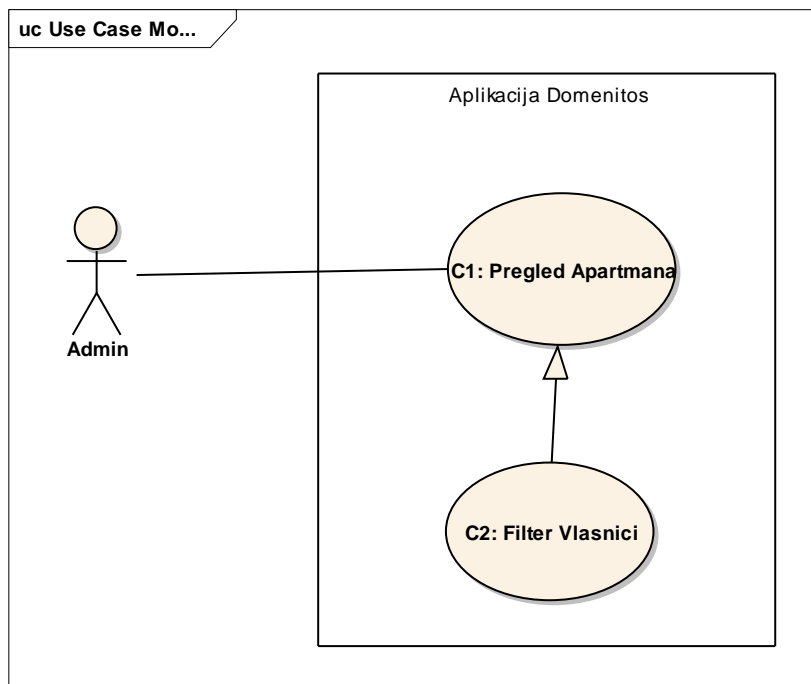 uc Use Case Mo...
Aplikacija Domenitos
C1: Pregled Apartmana
Admin
C2: Filter Vlasnici